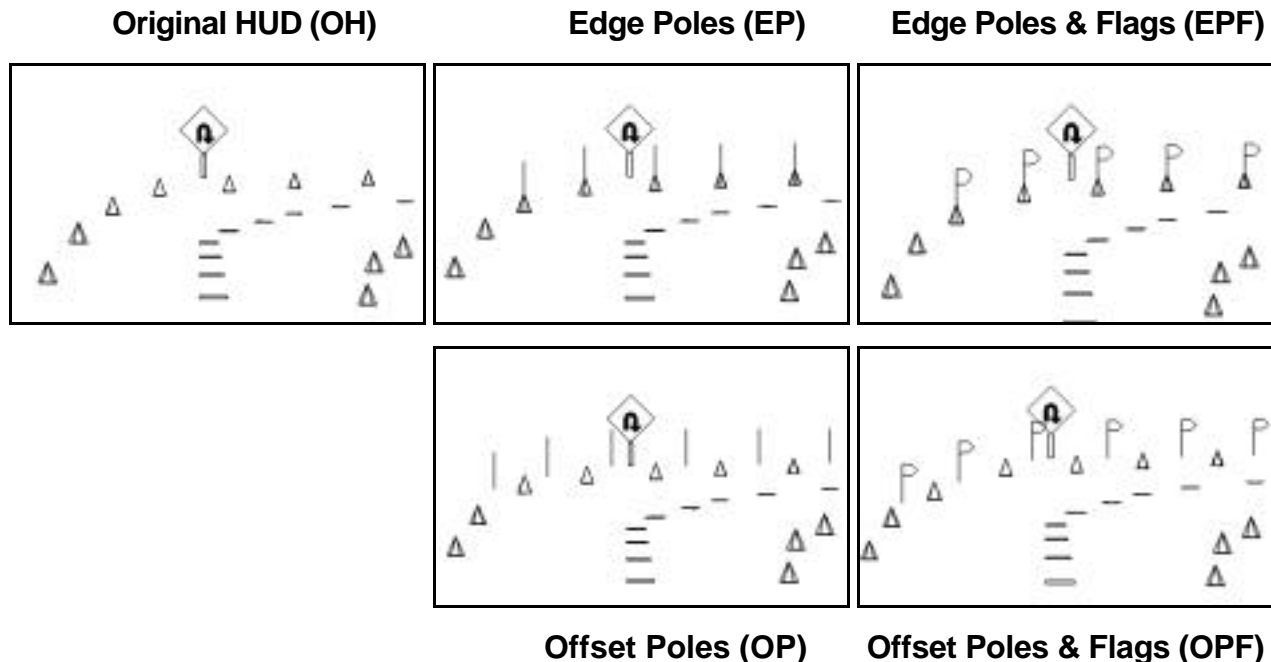 Original HUD (OH) Edge Poles (EP) Edge Poles & Flags (EPF)
Offset Poles (OP) Offset Poles & Flags (OPF)